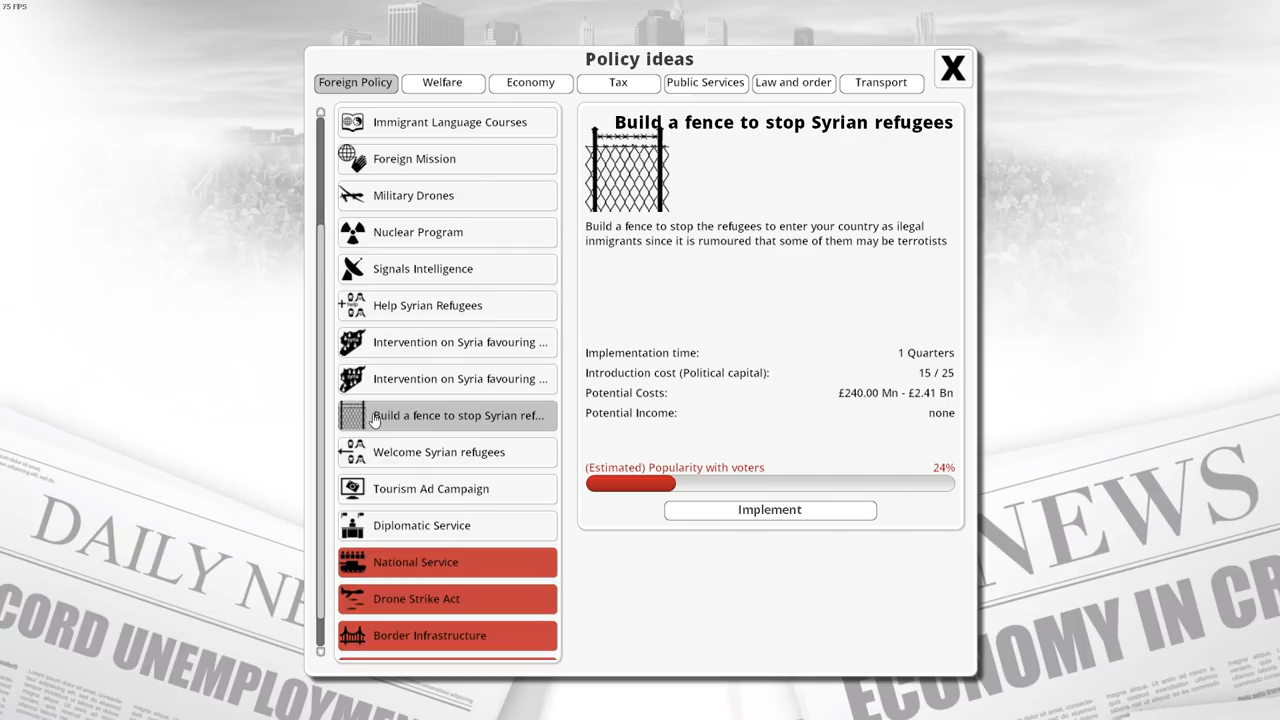 75 FPS
Policy ideas
X
Foreign Policy
Welfare
Economy
Tax
Public Services
Law and order
Transport
Immigrant Language Courses
Foreign Mission
Military Drones
Nuclear Program
Signals Intelligence
Help Syrian Refugees
Intervention on Syria favouring ...
Intervention on Syria favouring ...
Build a fence to stop Syrian ref...
Welcome Syrian refugees
Tourism Ad Campaign
Diplomatic Service
National Service
Drone Strike Act
Border Infrastructure
Build a fence to stop Syrian refugees
Build a fence to stop the refugees to enter your country as ilegal
inmigrants since it is rumoured that some of them may be terrotists
Implementation time: 1 Quarters
Introduction cost (Political capital): 15 / 25
Potential Costs: £240.00 Mn - £2.41 Bn
Potential Income: none
(Estimated) Popularity with voters 24%
Implement
DAILY NE
CORD UNEMPLOYM
NEWS
ECONOMY IN CR